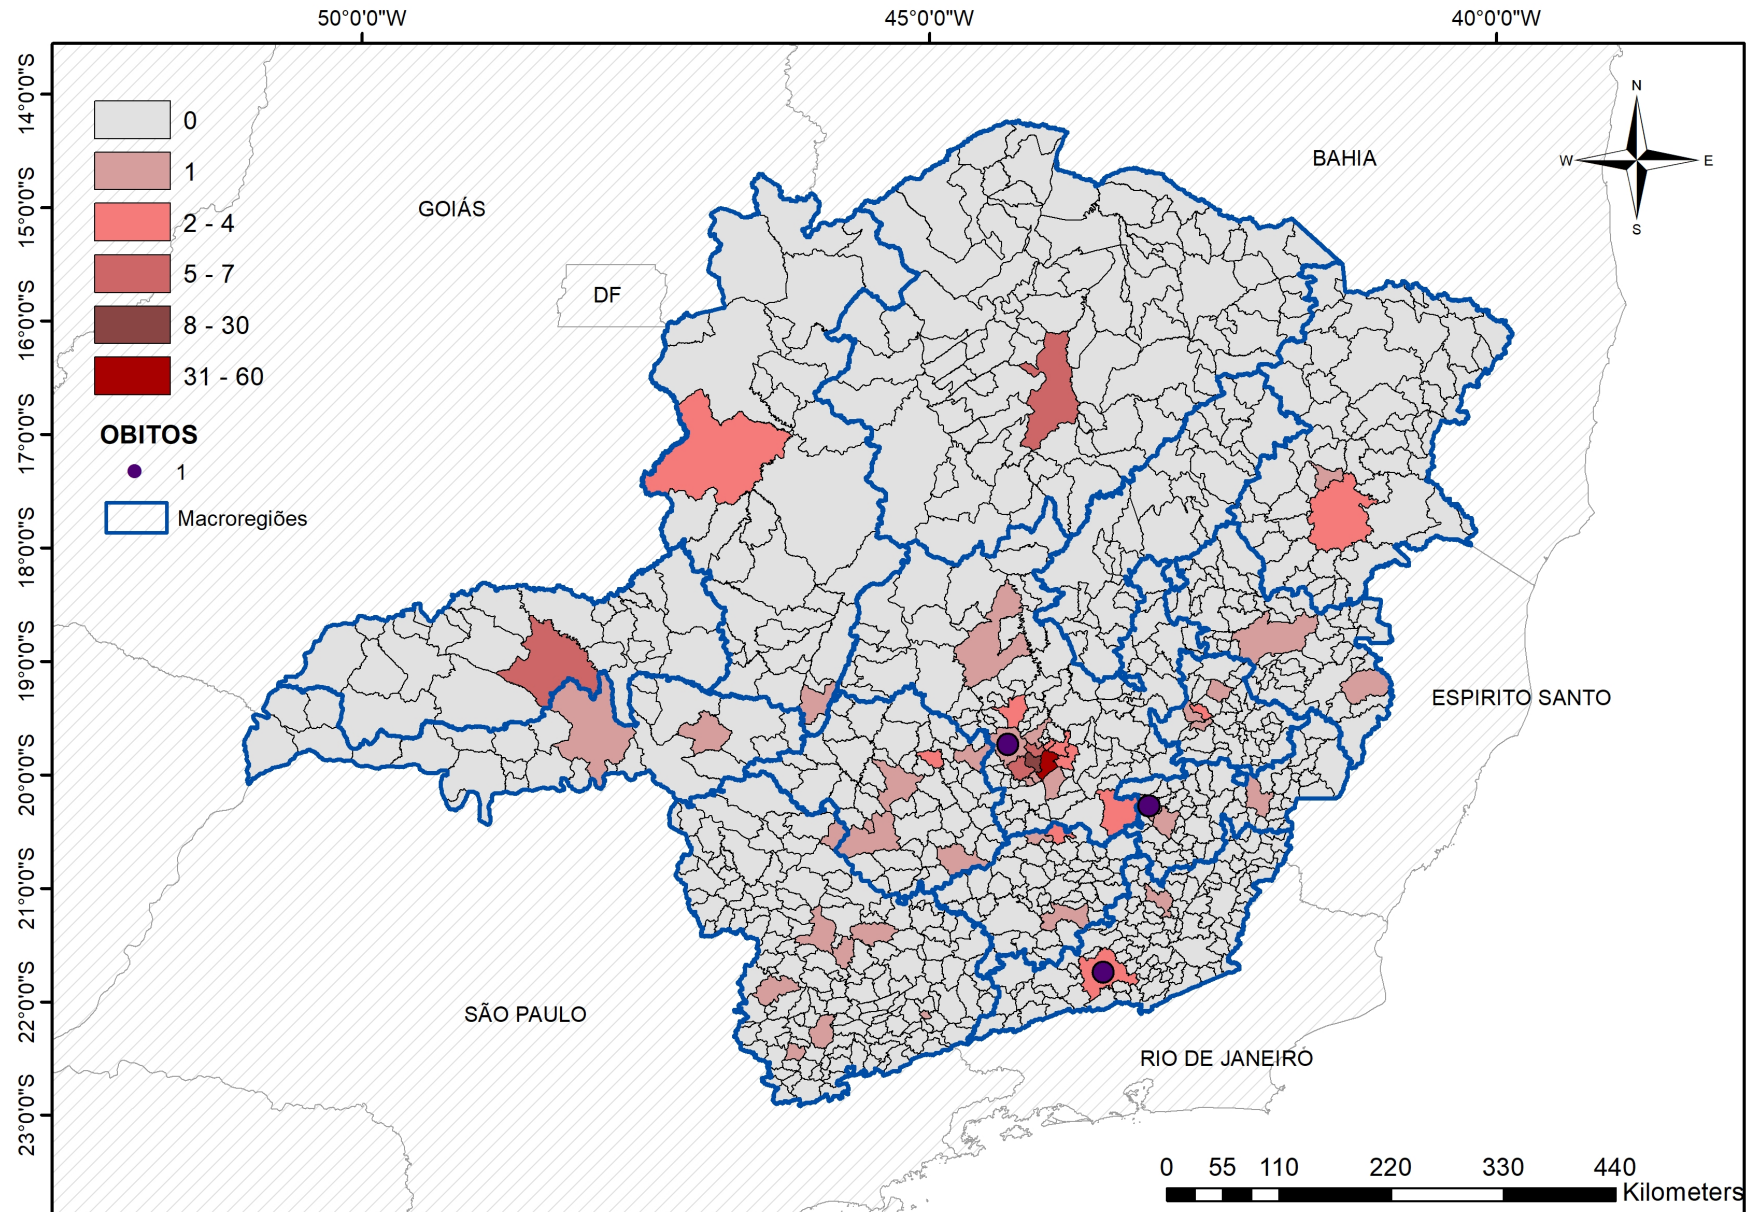 50°0'0"W 45°0'0"W 40°0'0"W
14°0'0"S
15°0'0"S
16°0'0"S
17°0'0"S
18°0'0"S
19°0'0"S
20°0'0"S
21°0'0"S
22°0'0"S
23°0'0"S
0
1
2 - 4
5 - 7
8 - 30
31 - 60
OBITOS
1
Macroregiões
N
W E
S
BAHIA
GOIÁS
DF
ESPIRITO SANTO
SÃO PAULO
RIO DE JANEIRO
0 55 110 220 330 440
Kilometers